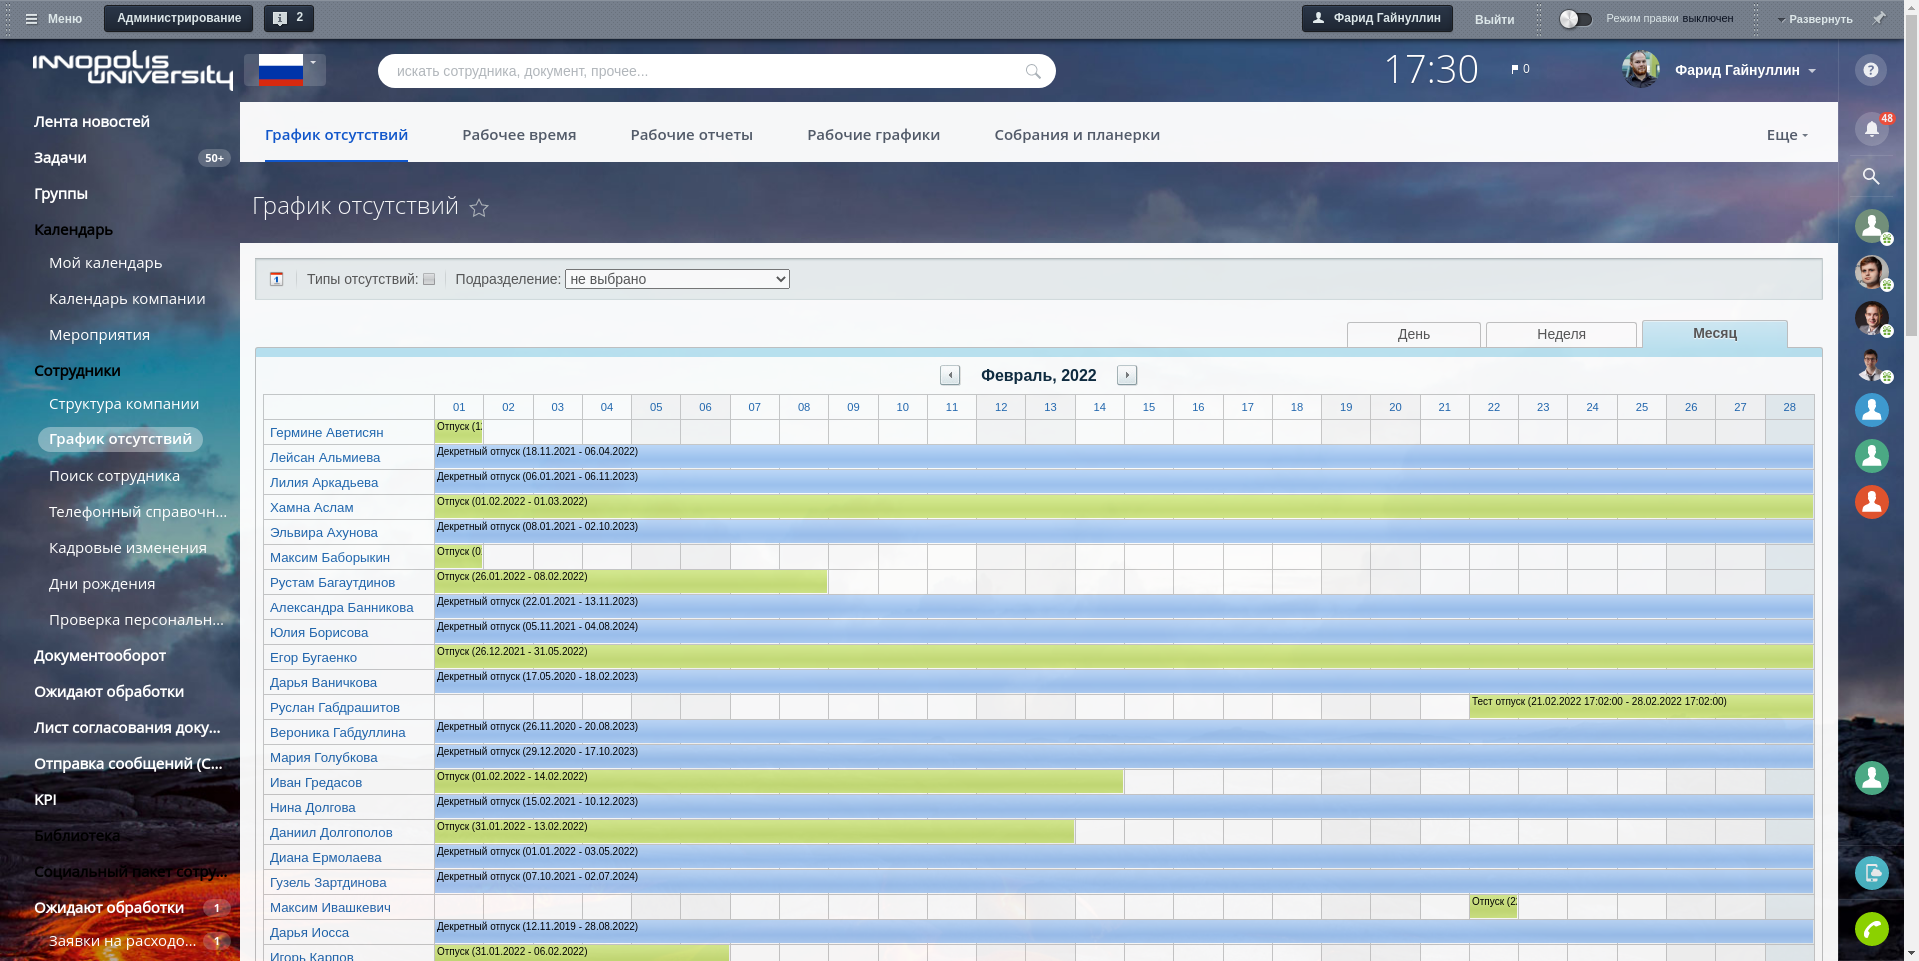 Меню
Администрирование
2
Фарид Гайнуллин
Выйти
Режим правки выключен
Развернуть
INNOPOLIS
UNIVERSITY
искать сотрудника, документ, прочее...
17:30
0
Фарид Гайнуллин
48
Лента новостей
Задачи 50+
Группы
Календарь
Мой календарь
Календарь компании
Мероприятия
Сотрудники
Структура компании
График отсутствий
Поиск сотрудника
Телефонный справочн...
Кадровые изменения
Дни рождения
Проверка персональн...
Документооборот
Ожидают обработки
Лист согласования доку...
Отправка сообщений (С...
KPI
Библиотека
Социальный пакет сотру...
Ожидают обработки 1
Заявки на расходо... 1
График отсутствий
Рабочее время
Рабочие отчеты
Рабочие графики
Собрания и планерки
Еще
График отсутствий
Типы отсутствий:
Подразделение:
не выбрано
День
Неделя
Месяц
Февраль, 2022
01 02 03 04 05 06 07 08 09 10 11 12 13 14 15 16 17 18 19 20 21 22 23 24 25 26 27 28
Гермине Аветисян Отпуск (1
Лейсан Альмиева Декретный отпуск (18.11.2021 - 06.04.2022)
Лилия Аркадьева Декретный отпуск (06.01.2021 - 06.11.2023)
Хамна Аслам Отпуск (01.02.2022 - 01.03.2022)
Эльвира Ахунова Декретный отпуск (08.01.2021 - 02.10.2023)
Максим Баборыкин Отпуск (0
Рустам Багаутдинов Отпуск (26.01.2022 - 08.02.2022)
Александра Банникова Декретный отпуск (22.01.2021 - 13.11.2023)
Юлия Борисова Декретный отпуск (05.11.2021 - 04.08.2024)
Егор Бугаенко Отпуск (26.12.2021 - 31.05.2022)
Дарья Ваничкова Декретный отпуск (17.05.2020 - 18.02.2023)
Руслан Габдрашитов Тест отпуск (21.02.2022 17:02:00 - 28.02.2022 17:02:00)
Вероника Габдуллина Декретный отпуск (26.11.2020 - 20.08.2023)
Мария Голубкова Декретный отпуск (29.12.2020 - 17.10.2023)
Иван Гредасов Отпуск (01.02.2022 - 14.02.2022)
Нина Долгова Декретный отпуск (15.02.2021 - 10.12.2023)
Даниил Долгополов Отпуск (31.01.2022 - 13.02.2022)
Диана Ермолаева Декретный отпуск (01.01.2022 - 03.05.2022)
Гузель Зартдинова Декретный отпуск (07.10.2021 - 02.07.2024)
Максим Ивашкевич Отпуск (2
Дарья Иосса Декретный отпуск (12.11.2019 - 28.08.2022)
Игорь Карпов Отпуск (31.01.2022 - 06.02.2022)